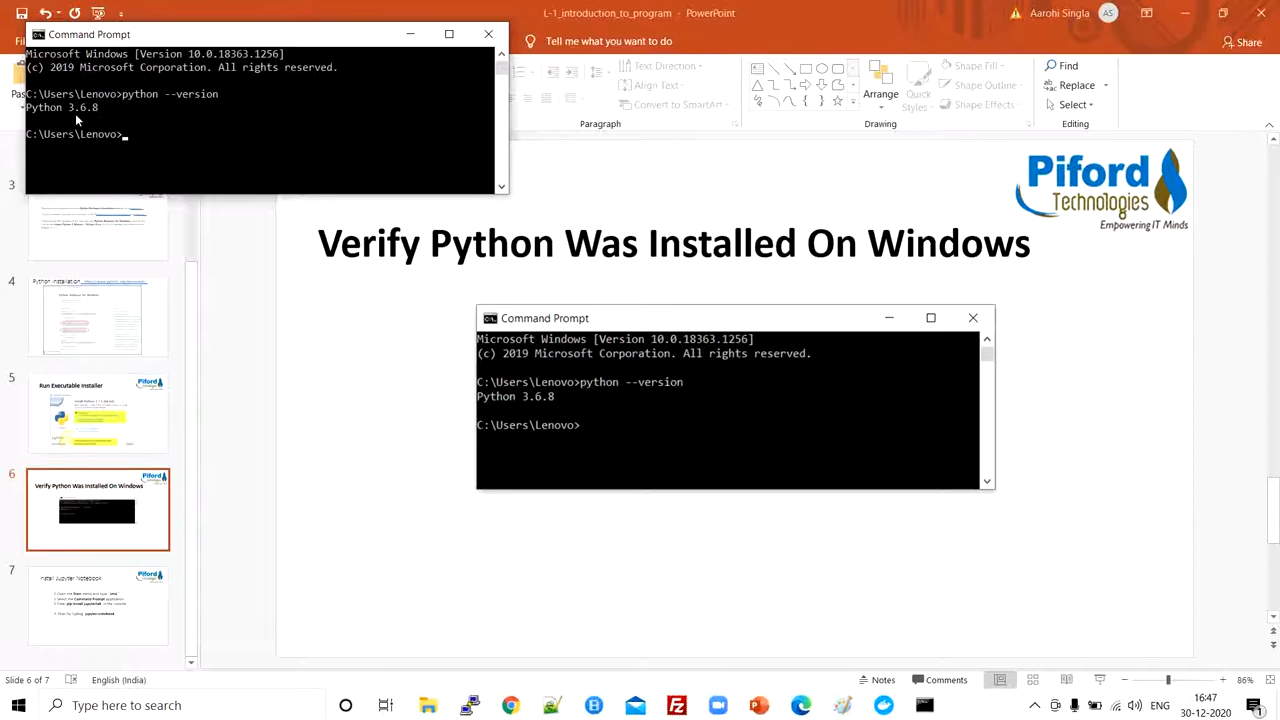 Aarohi Singla
AS
Command Prompt
Microsoft Windows [Version 10.0.18363.1256]
(c) 2019 Microsoft Corporation. All rights reserved.
C:\Users\Lenovo>python --version
Python 3.6.8
C:\Users\Lenovo>
Tell me what you want to do
Share
Pas
Text Direction
Align Text
Convert to SmartArt
Paragraph
Arrange
Quick
Styles
Shape Fill
Shape Outline
Shape Effects
Drawing
Find
Replace
Select
Editing
3
4
Python Installation
5
Run Executable Installer
6
Verify Python Was Installed On Windows
7
Install Jupyter Notebook
Piford
Technologies
Empowering IT Minds
Verify Python Was Installed On Windows
Command Prompt
Microsoft Windows [Version 10.0.18363.1256]
(c) 2019 Microsoft Corporation. All rights reserved.
C:\Users\Lenovo>python --version
Python 3.6.8
C:\Users\Lenovo>
Slide 6 of 7
English (India)
Notes
Comments
86%
Type here to search
ENG
16:47
30-12-2020